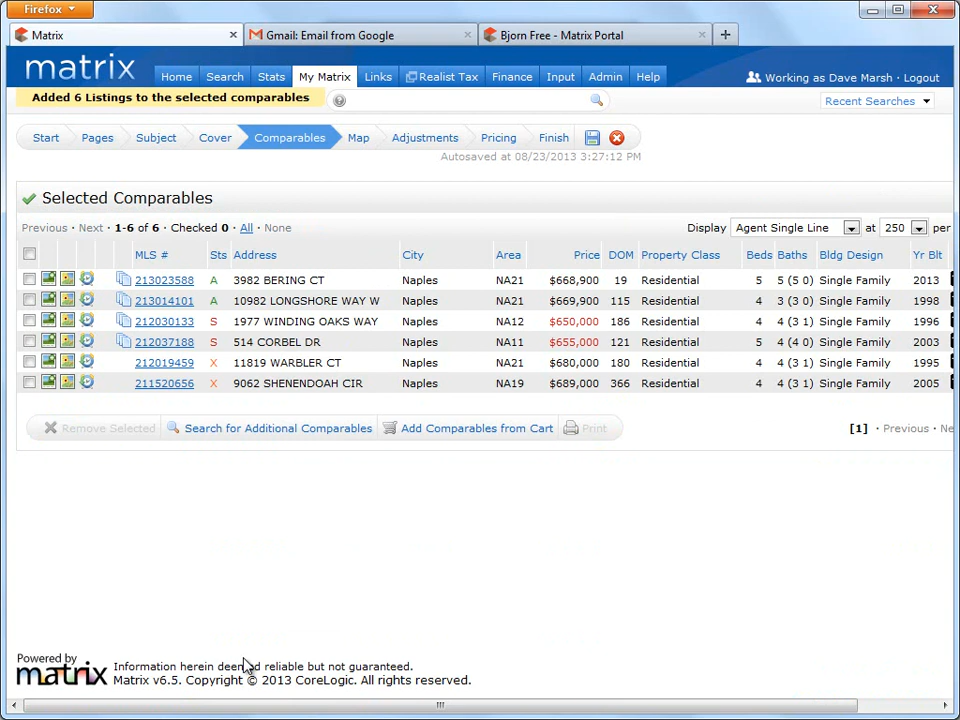 Firefox
Matrix
Gmail: Email from Google
Bjorn Free - Matrix Portal
matrix
Home Search Stats My Matrix Links Realist Tax Finance Input Admin Help
Working as Dave Marsh · Logout
Added 6 Listings to the selected comparables
Recent Searches
Start Pages Subject Cover Comparables Map Adjustments Pricing Finish
Autosaved at 08/23/2013 3:27:12 PM
Selected Comparables
Previous · Next · 1-6 of 6 · Checked 0 · All · None Display Agent Single Line at 250 per
MLS # Sts Address City Area Price DOM Property Class Beds Baths Bldg Design Yr Blt
213023588 A 3982 BERING CT Naples NA21 $668,900 19 Residential 5 5 (5 0) Single Family 2013
213014101 A 10982 LONGSHORE WAY W Naples NA21 $669,900 115 Residential 4 3 (3 0) Single Family 1998
212030133 S 1977 WINDING OAKS WAY Naples NA12 $650,000 186 Residential 4 4 (3 1) Single Family 1996
212037188 S 514 CORBEL DR Naples NA11 $655,000 121 Residential 5 4 (4 0) Single Family 2003
212019459 X 11819 WARBLER CT Naples NA21 $680,000 180 Residential 4 4 (3 1) Single Family 1995
211520656 X 9062 SHENENDOAH CIR Naples NA19 $689,000 366 Residential 4 4 (3 1) Single Family 2005
Remove Selected Search for Additional Comparables Add Comparables from Cart Print
[1] · Previous · Ne
Powered by
matrix
Information herein deemed reliable but not guaranteed.
Matrix v6.5. Copyright © 2013 CoreLogic. All rights reserved.